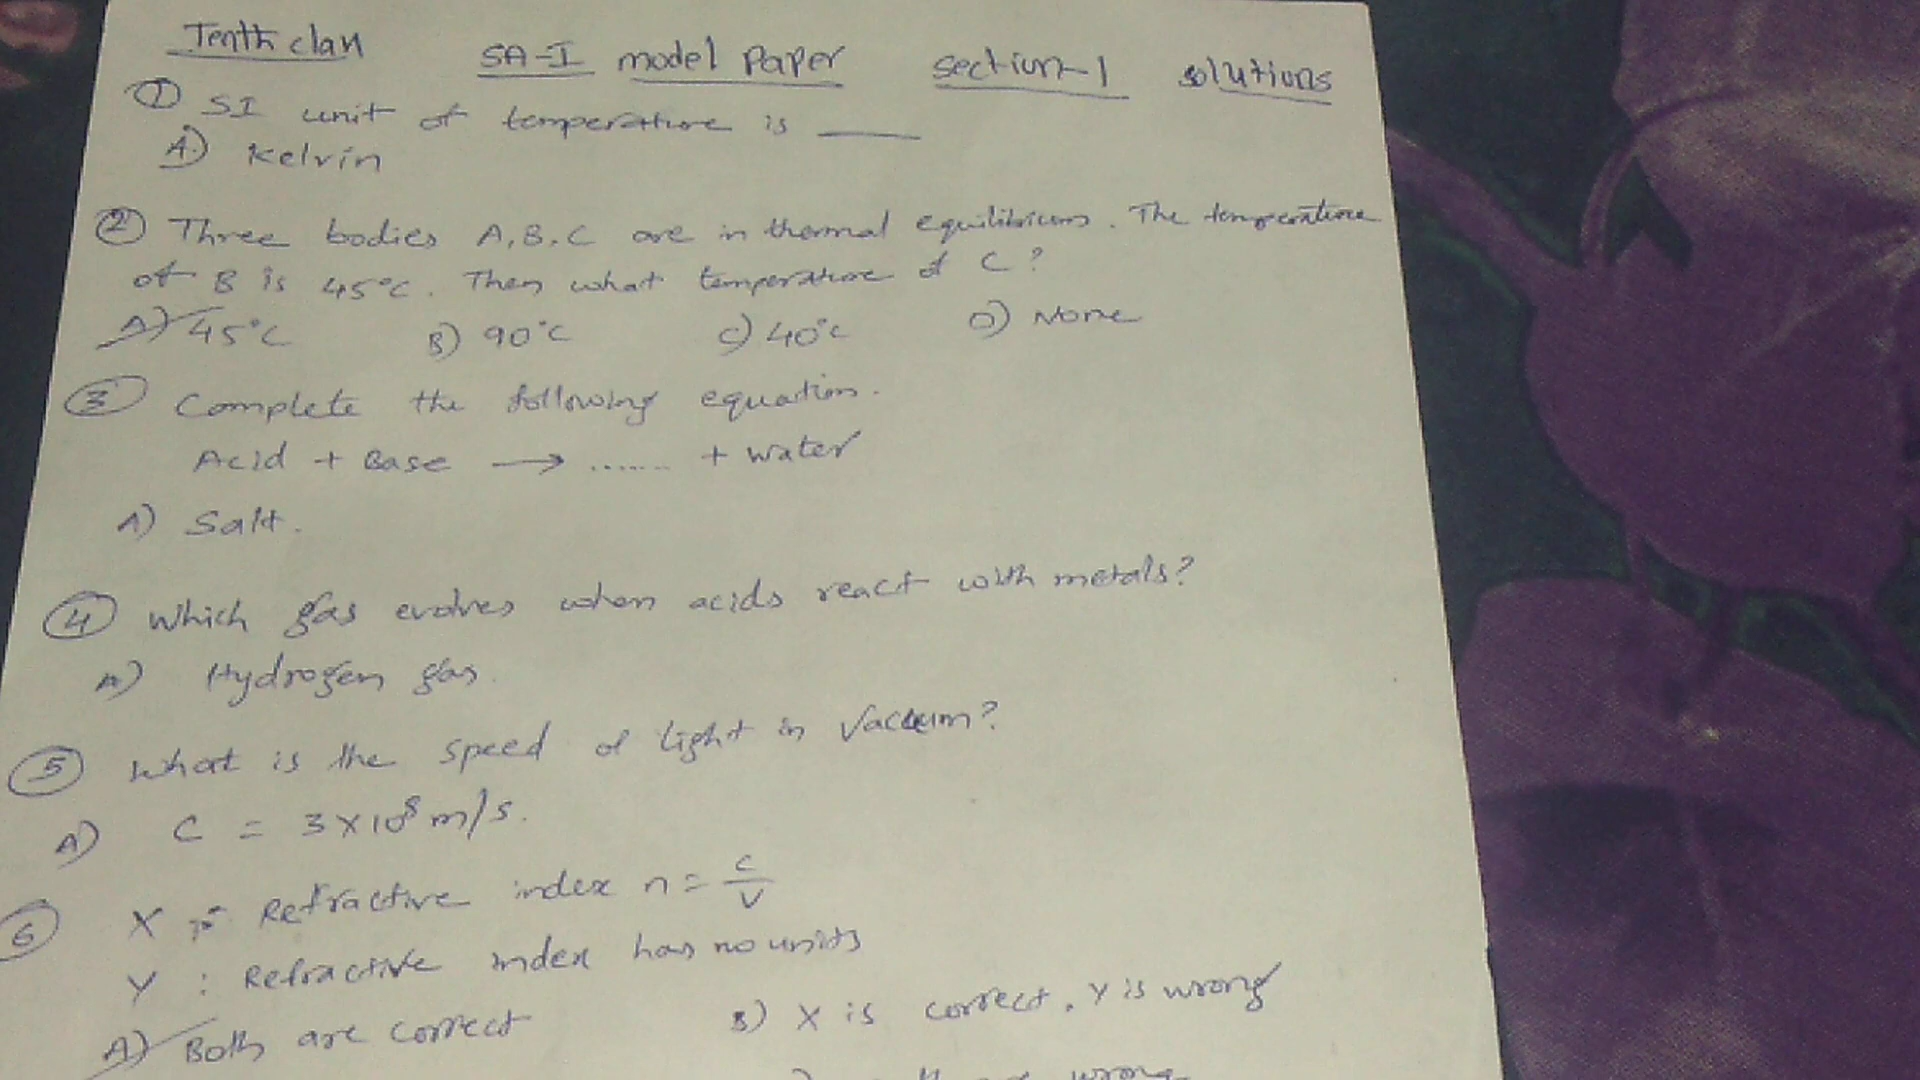 Tenth class SA-I model Paper section-1 solutions
① SI unit of temperature is ____
A) Kelvin
② Three bodies A, B, C are in thermal equilibrium. The temperature
of B is 45°C. Then what temperature of C?
A) 45°C B) 90°C C) 40°C D) None
③ Complete the following equation.
Acid + Base → ...... + water
A) Salt.
④ Which gas evolves when acids react with metals?
A) Hydrogen gas.
⑤ What is the speed of light in Vaccum?
A) C = 3 × 10⁸ m/s.
⑥ X : Refractive index n = C/V
Y : Refractive index has no units
A) Both are correct B) X is correct, Y is wrong
wrong